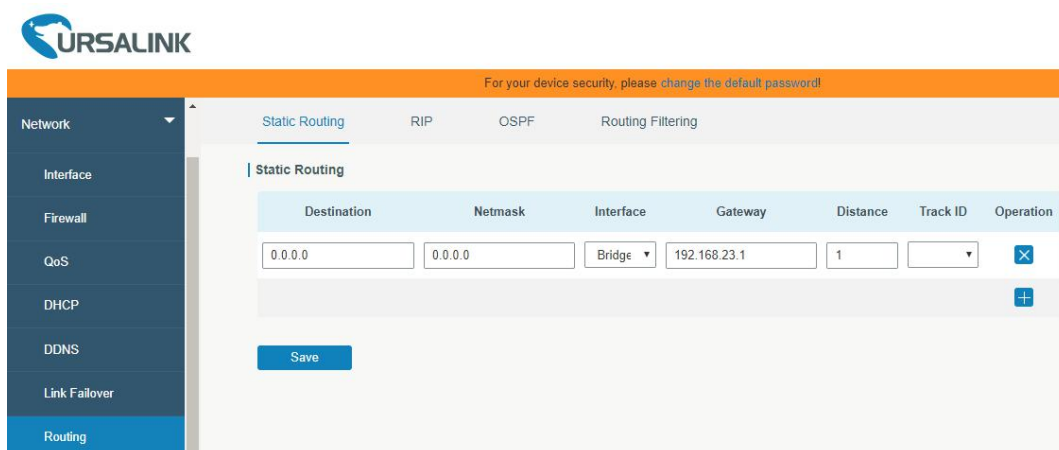 URSALINK
For your device security, please change the default password!
Network
Static Routing RIP OSPF Routing Filtering
Interface
Static Routing
Destination Netmask Interface Gateway Distance Track ID Operation
Firewall
0.0.0.0 0.0.0.0 Bridge 192.168.23.1 1
QoS
DHCP
DDNS
Save
Link Failover
Routing